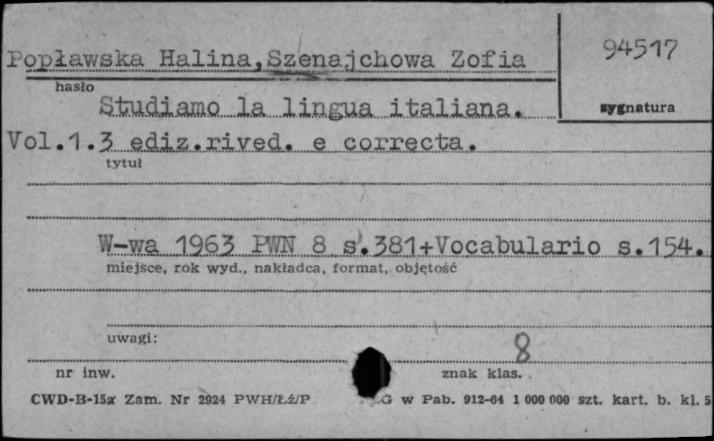 94517
Popławska Halina,Szenajchowa Zofia
hasło
sygnatura
Studiamo la lingua italiana.
Vol.1.3 ediz.rived. e correcta.
tytuł
W-wa 1963 PWN 8 s.381+Vocabulario s.154.
miejsce, rok wyd., nakładca, format, objętość
uwagi:
8
nr inw.
znak klas.
CWD-B-15a Zam. Nr 2924 PWH/Łź/P G w Pab. 912-64 1 000 000 szt. kart. b. kl. 5